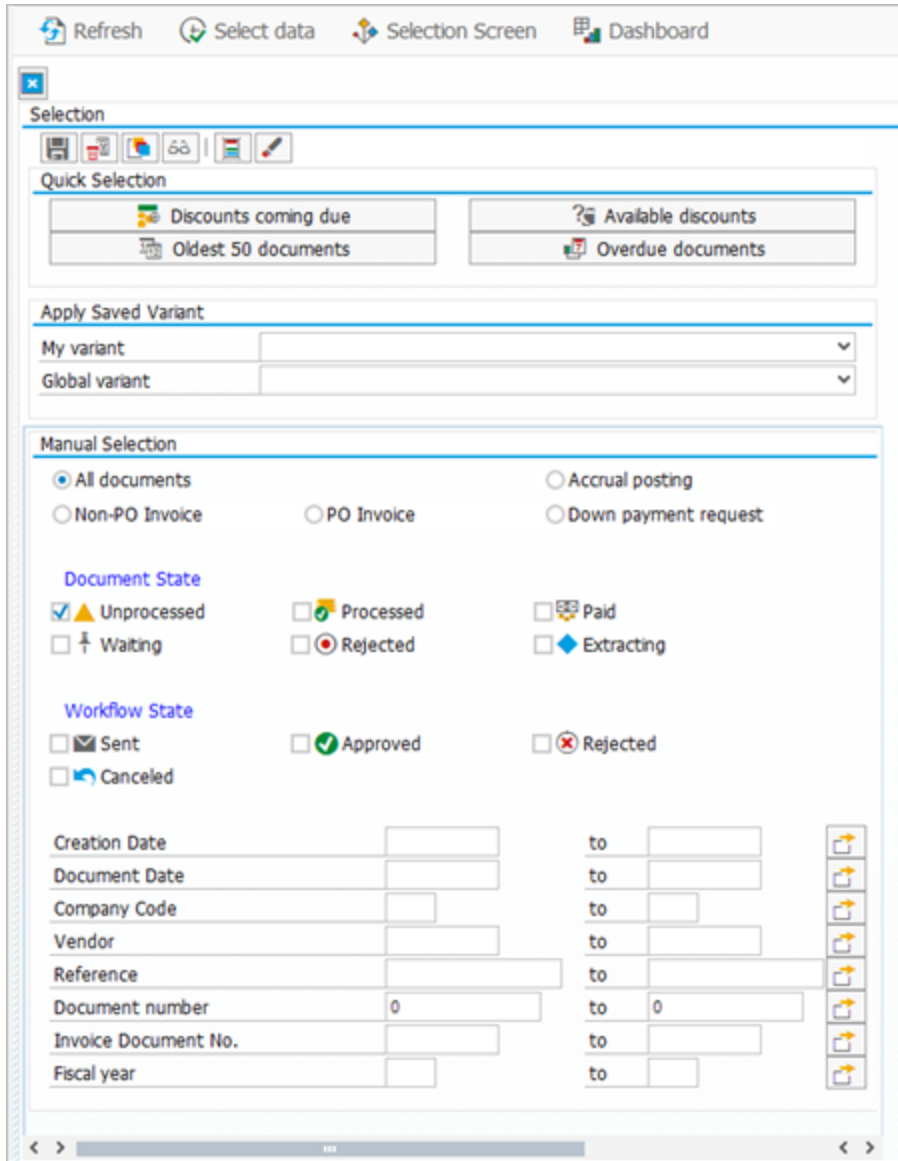 Refresh Select data Selection Screen Dashboard
Selection
Quick Selection
Discounts coming due Available discounts
Oldest 50 documents Overdue documents
Apply Saved Variant
My variant
Global variant
Manual Selection
All documents Accrual posting
Non-PO Invoice PO Invoice Down payment request
Document State
Unprocessed Processed Paid
Waiting Rejected Extracting
Workflow State
Sent Approved Rejected
Canceled
Creation Date to
Document Date to
Company Code to
Vendor to
Reference to
Document number 0 to 0
Invoice Document No. to
Fiscal year to